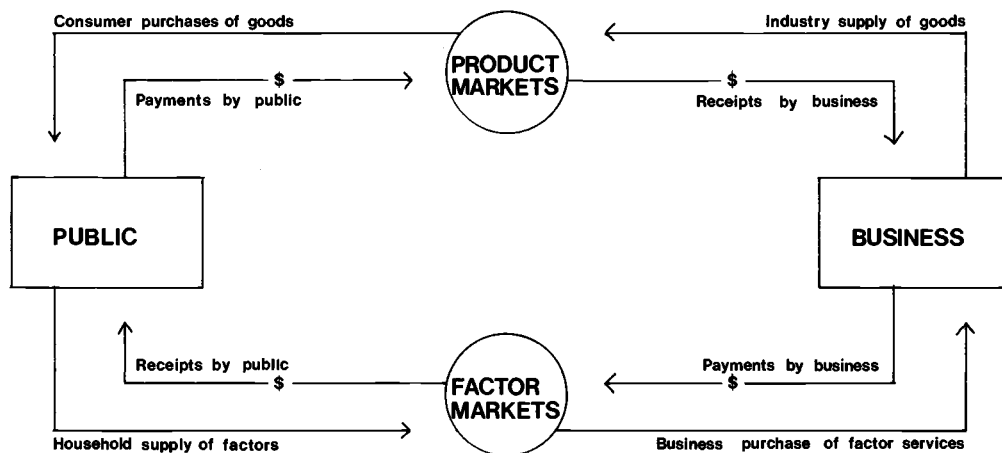 Consumer purchases of goods
Industry supply of goods
PRODUCT
MARKETS
$
$
Payments by public
Receipts by business
PUBLIC
BUSINESS
Receipts by public
Payments by business
$
$
FACTOR
MARKETS
Household supply of factors
Business purchase of factor services